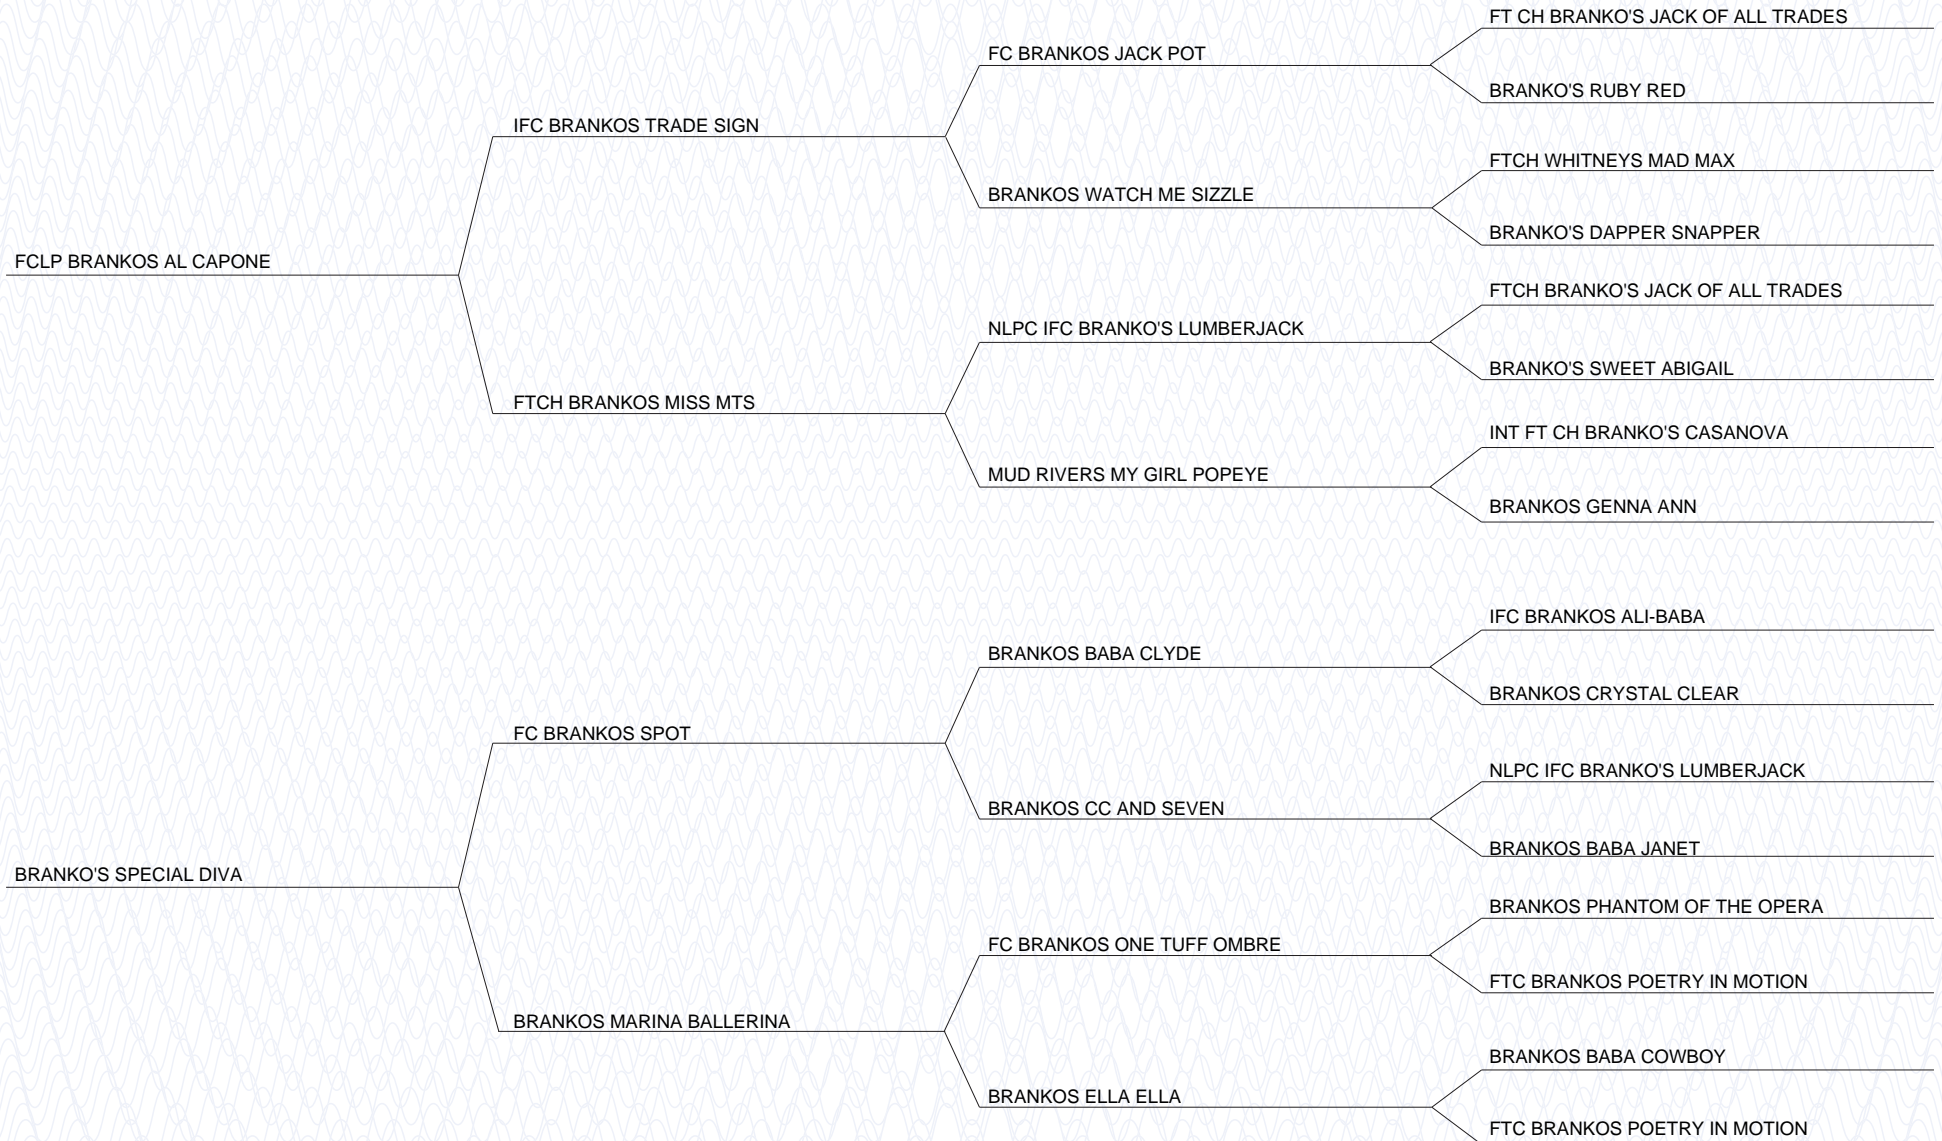 FT CH BRANKO'S JACK OF ALL TRADES
FC BRANKOS JACK POT
BRANKO'S RUBY RED
IFC BRANKOS TRADE SIGN
FTCH WHITNEYS MAD MAX
BRANKOS WATCH ME SIZZLE
BRANKO'S DAPPER SNAPPER
FCLP BRANKOS AL CAPONE
FTCH BRANKO'S JACK OF ALL TRADES
NLPC IFC BRANKO'S LUMBERJACK
BRANKO'S SWEET ABIGAIL
FTCH BRANKOS MISS MTS
INT FT CH BRANKO'S CASANOVA
MUD RIVERS MY GIRL POPEYE
BRANKOS GENNA ANN
IFC BRANKOS ALI-BABA
BRANKOS BABA CLYDE
BRANKOS CRYSTAL CLEAR
FC BRANKOS SPOT
NLPC IFC BRANKO'S LUMBERJACK
BRANKOS CC AND SEVEN
BRANKOS BABA JANET
BRANKO'S SPECIAL DIVA
BRANKOS PHANTOM OF THE OPERA
FC BRANKOS ONE TUFF OMBRE
FTC BRANKOS POETRY IN MOTION
BRANKOS MARINA BALLERINA
BRANKOS BABA COWBOY
BRANKOS ELLA ELLA
FTC BRANKOS POETRY IN MOTION